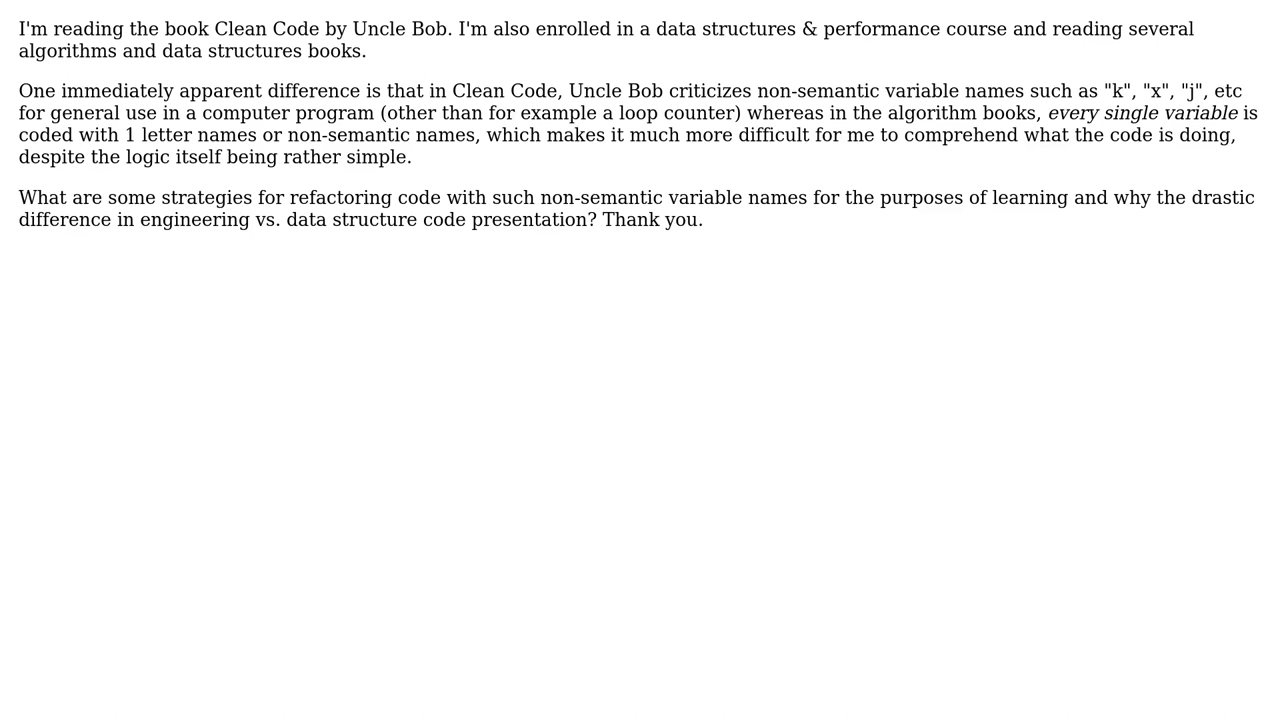 I'm reading the book Clean Code by Uncle Bob. I'm also enrolled in a data structures & performance course and reading several
algorithms and data structures books.
One immediately apparent difference is that in Clean Code, Uncle Bob criticizes non-semantic variable names such as "k", "x", "j", etc
for general use in a computer program (other than for example a loop counter) whereas in the algorithm books, every single variable is
coded with 1 letter names or non-semantic names, which makes it much more difficult for me to comprehend what the code is doing,
despite the logic itself being rather simple.
What are some strategies for refactoring code with such non-semantic variable names for the purposes of learning and why the drastic
difference in engineering vs. data structure code presentation? Thank you.